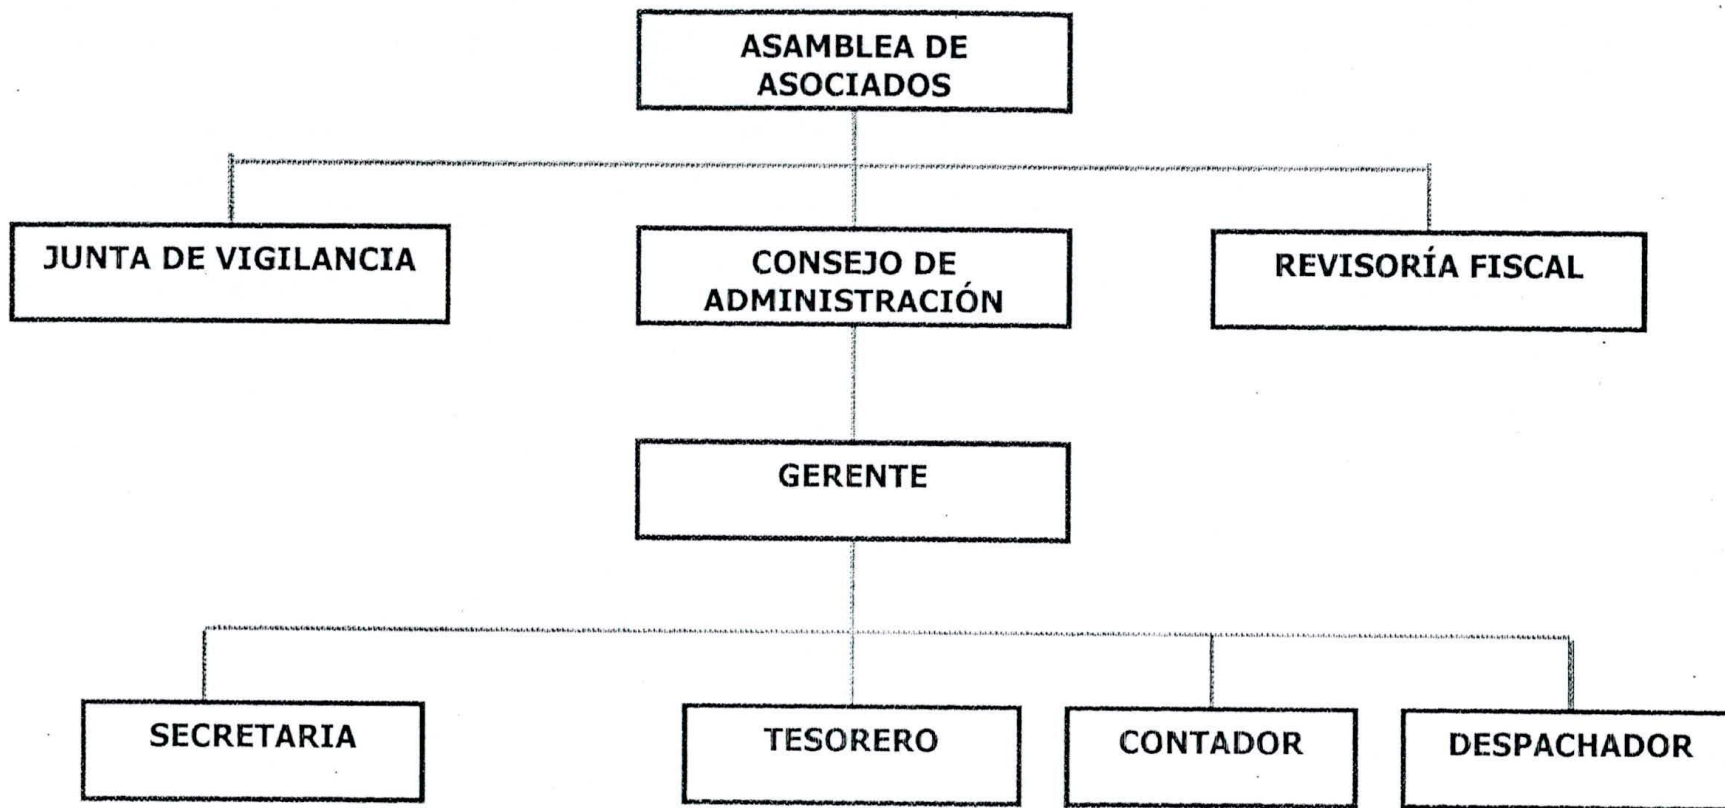 ASAMBLEA DE
ASOCIADOS
JUNTA DE VIGILANCIA
CONSEJO DE
ADMINISTRACIÓN
REVISORÍA FISCAL
GERENTE
SECRETARIA
TESORERO
CONTADOR
DESPACHADOR